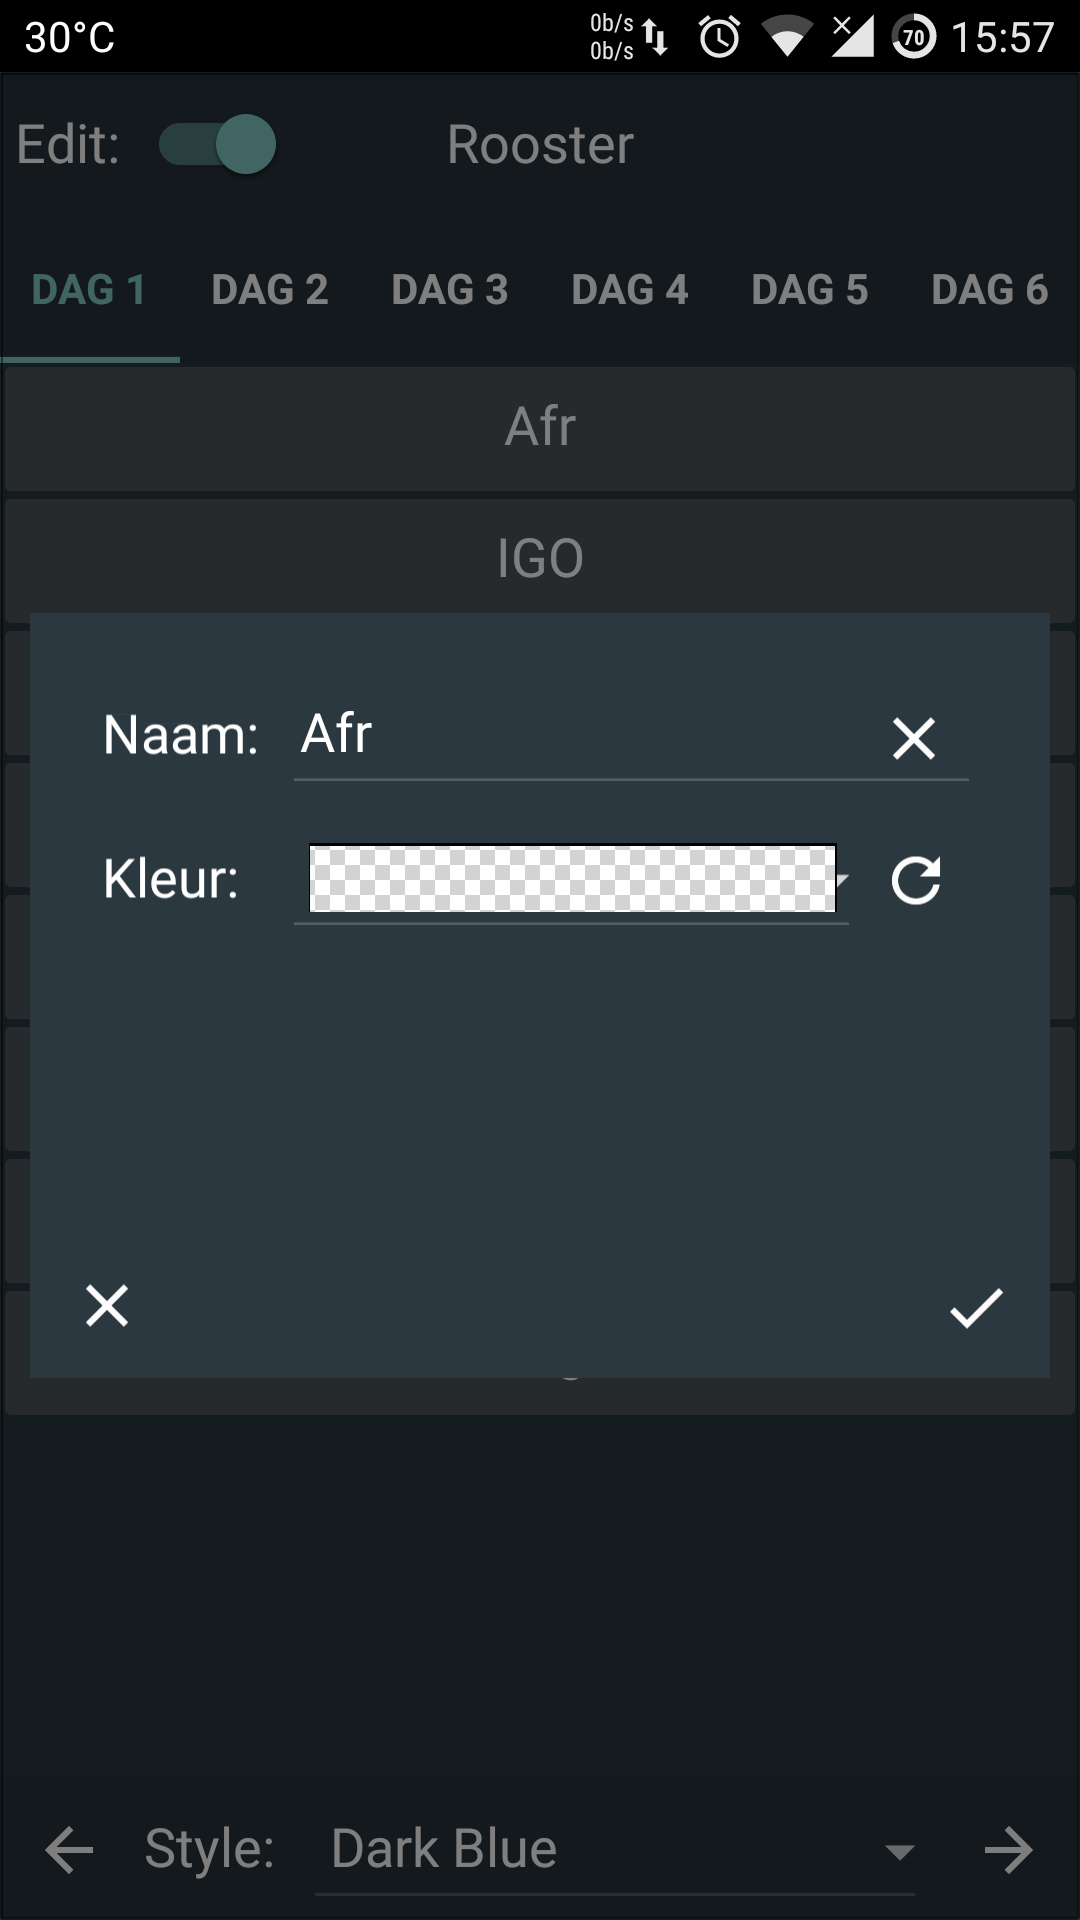 30°C 0b/s 0b/s 70 15:57
Edit: Rooster
DAG 1 DAG 2 DAG 3 DAG 4 DAG 5 DAG 6
Afr
IGO
Naam: Afr
Kleur:
Style: Dark Blue